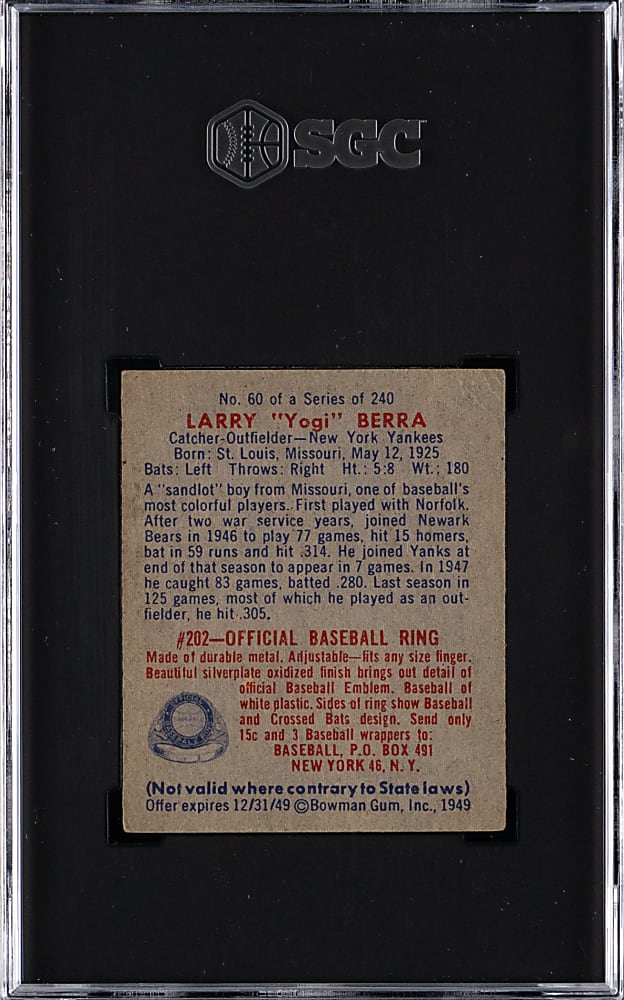 SGC
No. 60 of a Series of 240
LARRY "Yogi" BERRA
Catcher-Outfielder—New York Yankees
Born: St. Louis, Missouri, May 12, 1925
Bats: Left Throws: Right Ht.: 5:8 Wt.: 180
A "sandlot" boy from Missouri, one of baseball's
most colorful players. First played with Norfolk.
After two war service years, joined Newark
Bears in 1946 to play 77 games, hit 15 homers,
bat in 59 runs and hit .314. He joined Yanks at
end of that season to appear in 7 games. In 1947
he caught 83 games, batted .280. Last season in
125 games, most of which he played as an out-
fielder, he hit .305.
#202—OFFICIAL BASEBALL RING
Made of durable metal. Adjustable—fits any size finger.
Beautiful silverplate oxidized finish brings out detail of
official Baseball Emblem. Baseball of
white plastic. Sides of ring show Baseball
and Crossed Bats design. Send only
15c and 3 Baseball wrappers to:
BASEBALL, P.O. BOX 491
NEW YORK 46, N.Y.
(Not valid where contrary to State laws)
Offer expires 12/31/49 ©Bowman Gum, Inc., 1949